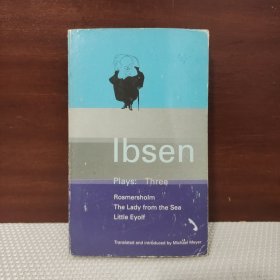 Ibsen
Plays: Three
Rosmersholm
The Lady from the Sea
Little Eyolf
Translated and introduced by Michael Meyer